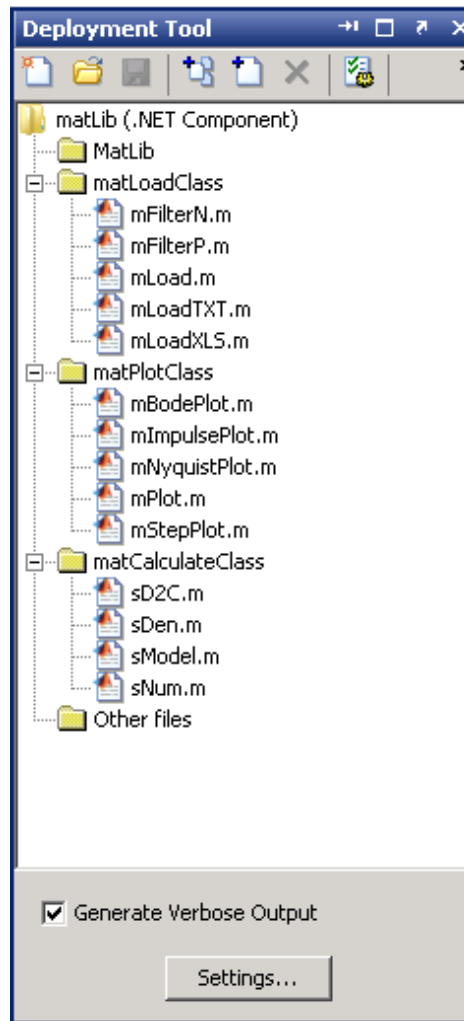 Deployment Tool
matLib (.NET Component)
MatLib
matLoadClass
mFilterN.m
mFilterP.m
mLoad.m
mLoadTXT.m
mLoadXLS.m
matPlotClass
mBodePlot.m
mImpulsePlot.m
mNyquistPlot.m
mPlot.m
mStepPlot.m
matCalculateClass
sD2C.m
sDen.m
sModel.m
sNum.m
Other files
Generate Verbose Output
Settings...